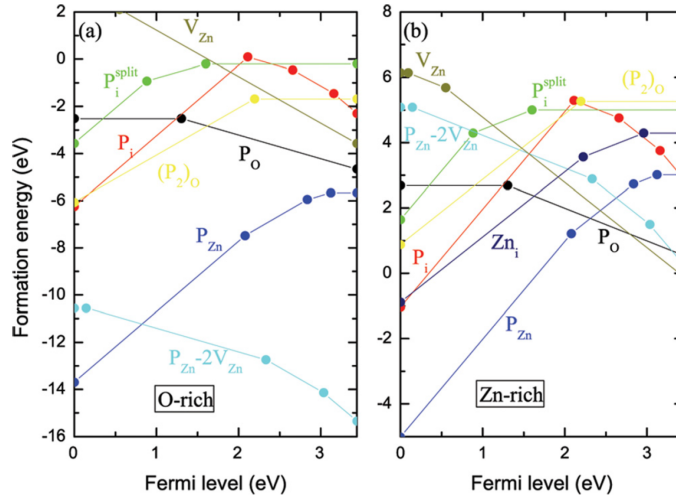 (a)
V_Zn
P_i^split
P_i
P_O
(P_2)_O
P_Zn
P_Zn-2V_Zn
O-rich
0
-2
-4
-6
-8
-10
-12
-14
-16
0
1
2
3
Formation energy (eV)
Fermi level (eV)
(b)
V_Zn
P_i^split
(P_2)_O
P_Zn-2V_Zn
P_O
P_i
Zn_i
P_Zn
Zn-rich
8
6
4
2
0
-2
-4
0
1
2
3
Fermi level (eV)